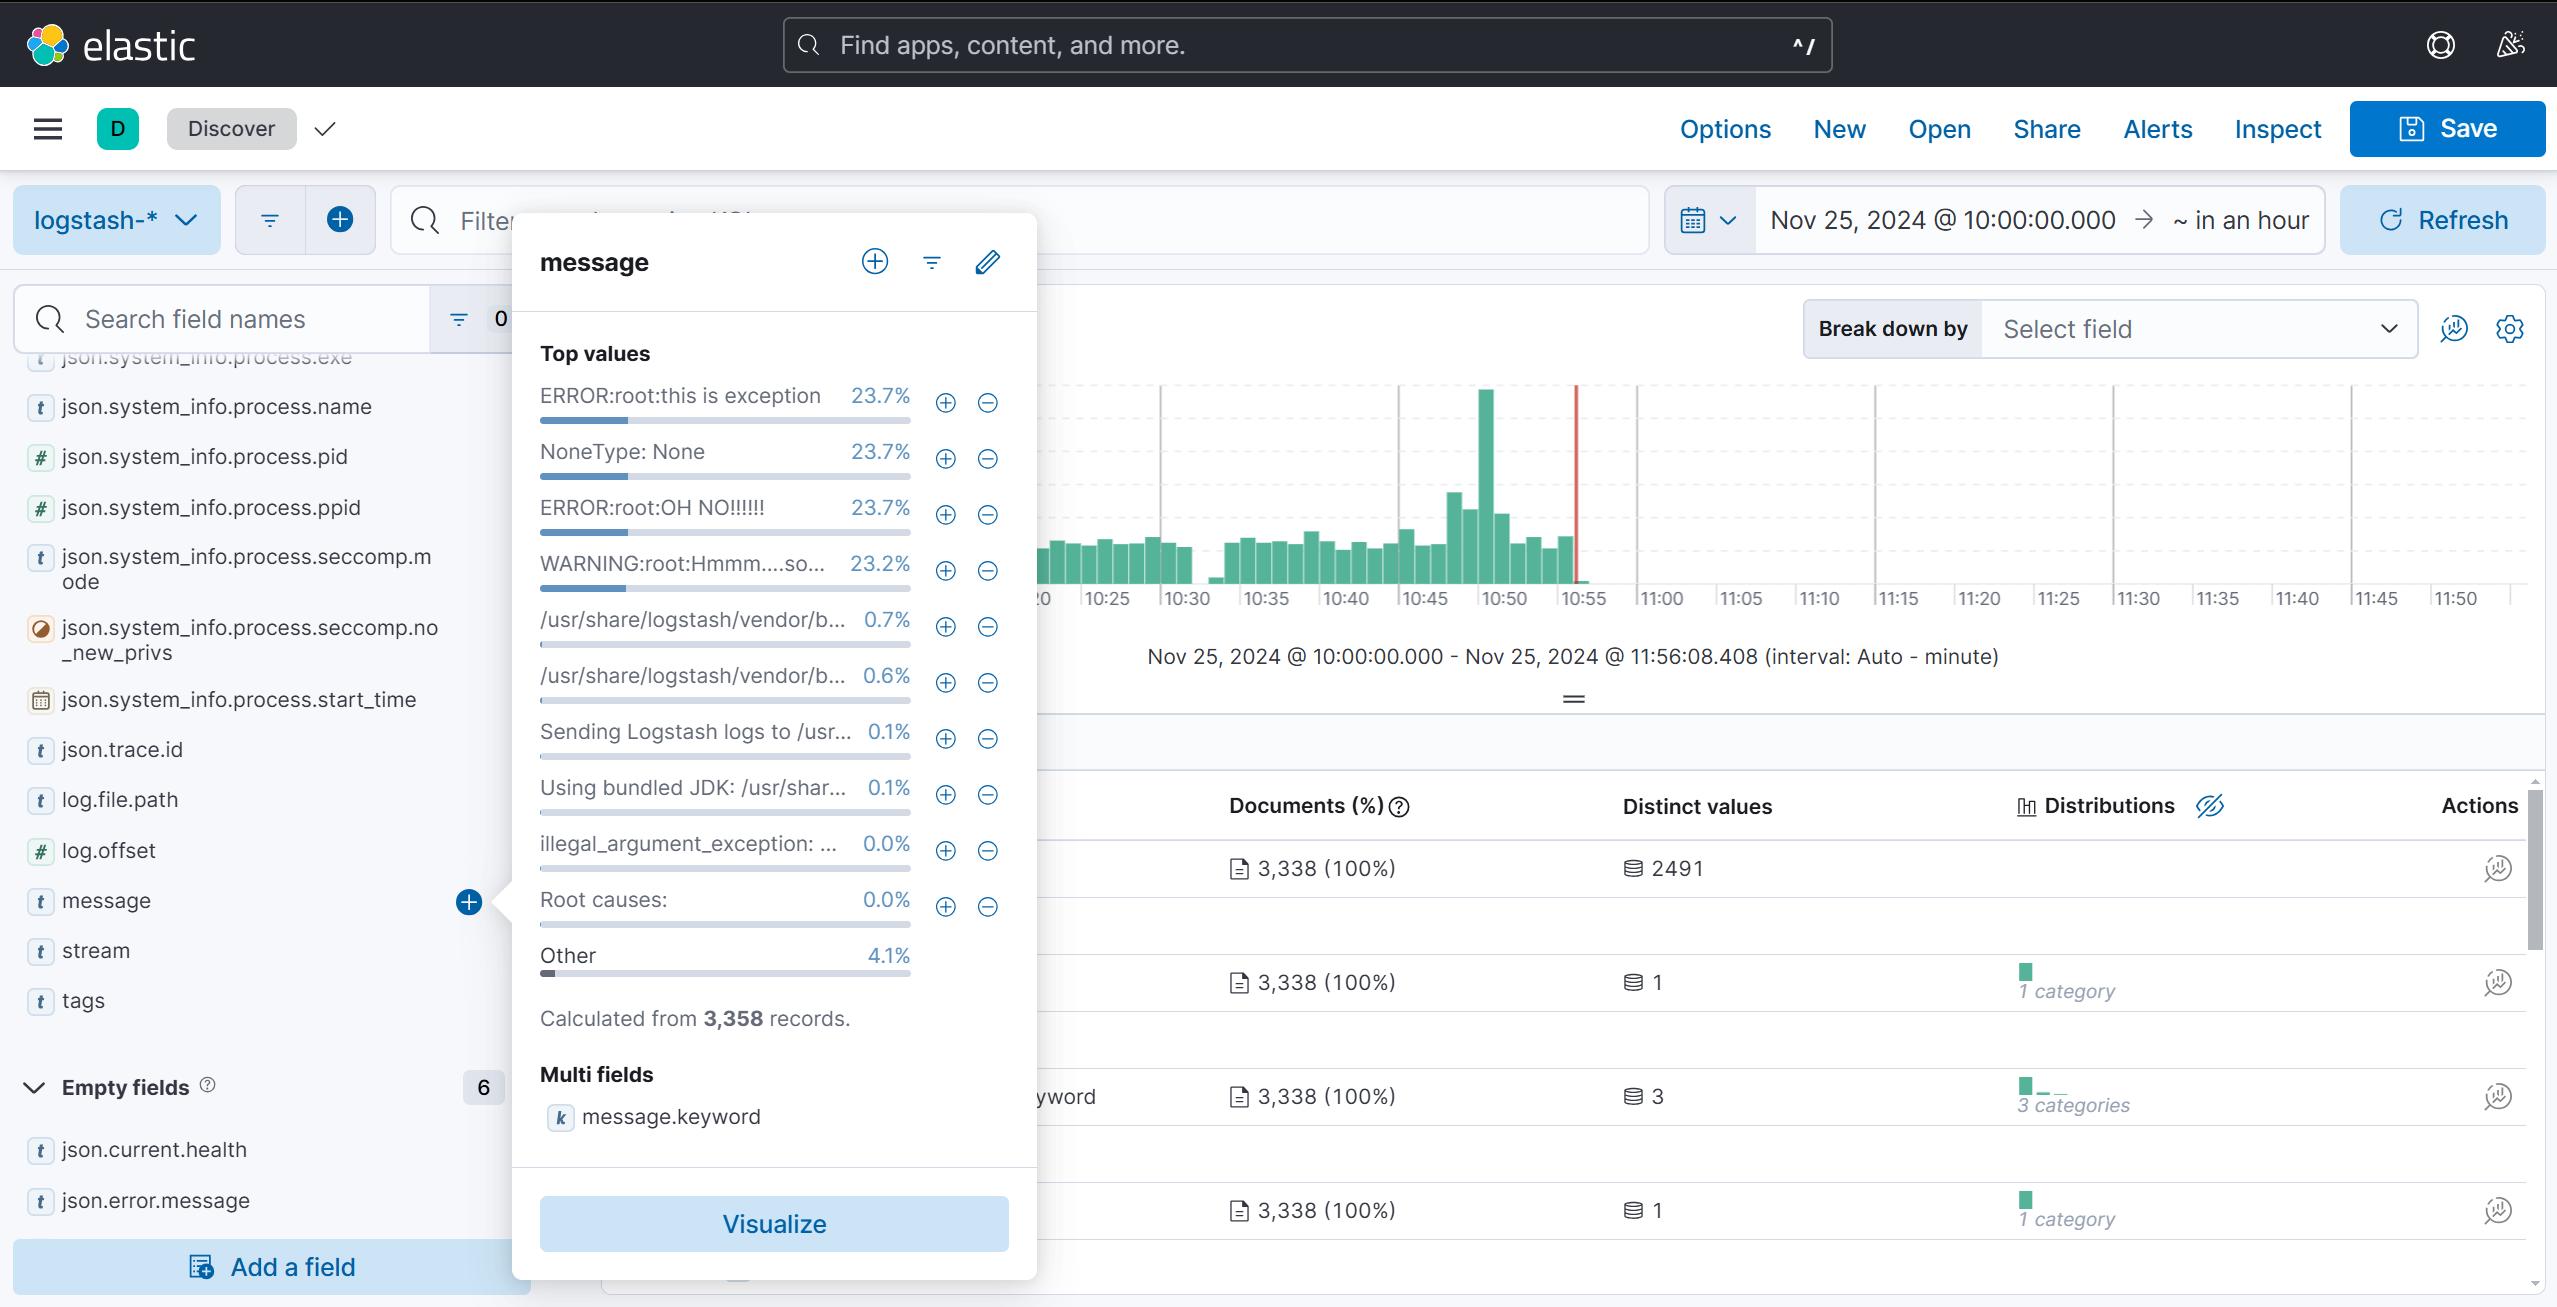 elastic
Find apps, content, and more.
^/
D
Discover
Options
New
Open
Share
Alerts
Inspect
Save
logstash-*
Filter
Nov 25, 2024 @ 10:00:00.000 → ~ in an hour
Refresh
Search field names
0
json.system_info.process.exe
json.system_info.process.name
json.system_info.process.pid
json.system_info.process.ppid
json.system_info.process.seccomp.m
ode
json.system_info.process.seccomp.no
_new_privs
json.system_info.process.start_time
json.trace.id
log.file.path
log.offset
message
stream
tags
Empty fields
6
json.current.health
json.error.message
Add a field
message
Top values
ERROR:root:this is exception 23.7%
NoneType: None 23.7%
ERROR:root:OH NO!!!!!! 23.7%
WARNING:root:Hmmm....so... 23.2%
/usr/share/logstash/vendor/b... 0.7%
/usr/share/logstash/vendor/b... 0.6%
Sending Logstash logs to /usr... 0.1%
Using bundled JDK: /usr/shar... 0.1%
illegal_argument_exception: ... 0.0%
Root causes: 0.0%
Other 4.1%
Calculated from 3,358 records.
Multi fields
k message.keyword
Visualize
Break down by Select field
20 10:25 10:30 10:35 10:40 10:45 10:50 10:55 11:00 11:05 11:10 11:15 11:20 11:25 11:30 11:35 11:40 11:45 11:50
Nov 25, 2024 @ 10:00:00.000 - Nov 25, 2024 @ 11:56:08.408 (interval: Auto - minute)
Documents (%) Distinct values Distributions Actions
3,338 (100%) 2491
3,338 (100%) 1
1 category
yword 3,338 (100%) 3
3 categories
3,338 (100%) 1
1 category